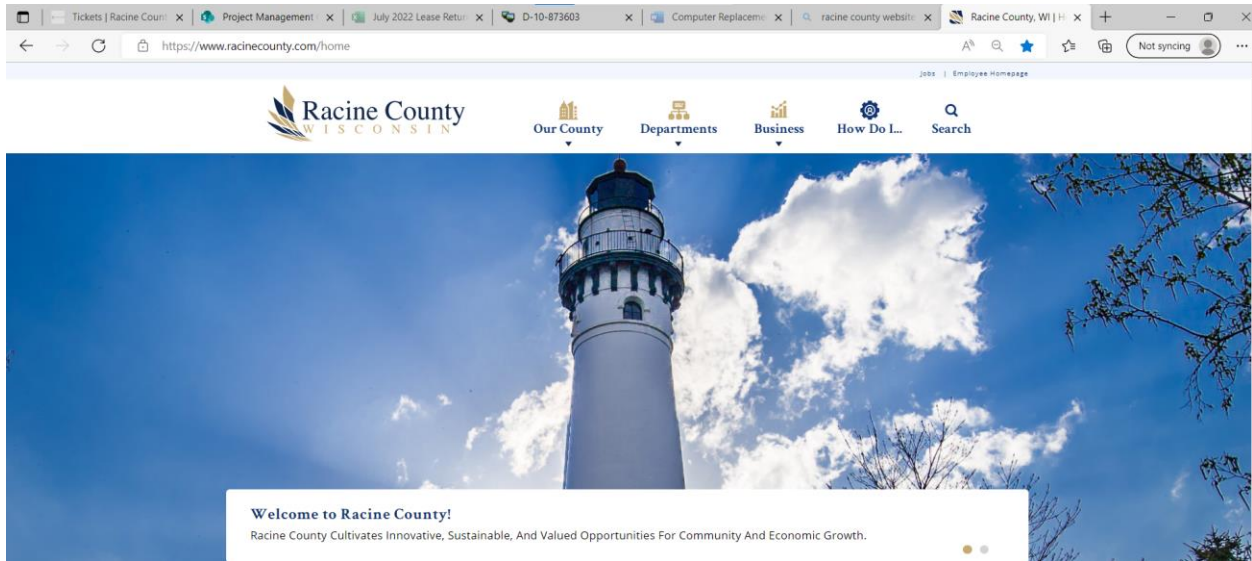 Tickets | Racine Count
Project Management
July 2022 Lease Return
D-10-873603
Computer Replaceme
racine county website
Racine County, WI | H
https://www.racinecounty.com/home
Not syncing
Jobs | Employee Homepage
Racine County
WISCONSIN
Our County
Departments
Business
How Do I...
Search
Welcome to Racine County!
Racine County Cultivates Innovative, Sustainable, And Valued Opportunities For Community And Economic Growth.